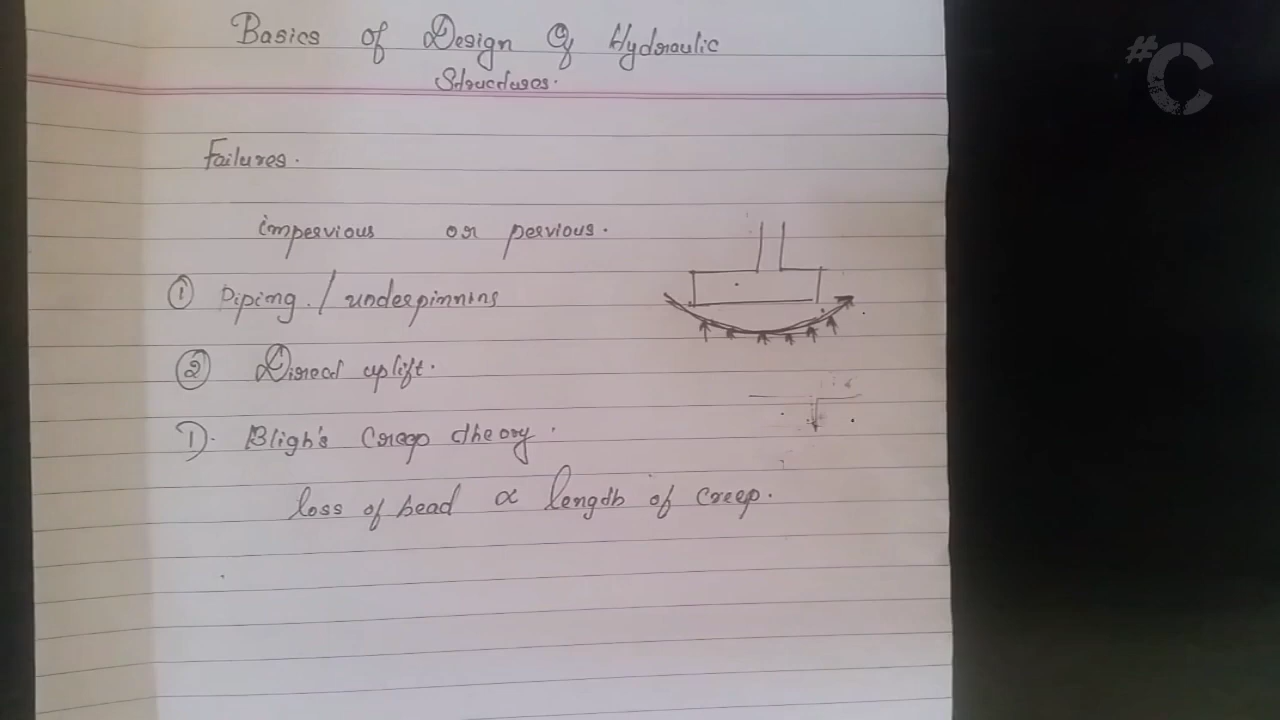 Basics of Design Of Hydraulic
Structures.
Failures.
impervious or pervious.
① Piping. / underpinning
② Direct uplift.
1). Bligh's Creep theory.
loss of head ∝ length of Creep.
#C